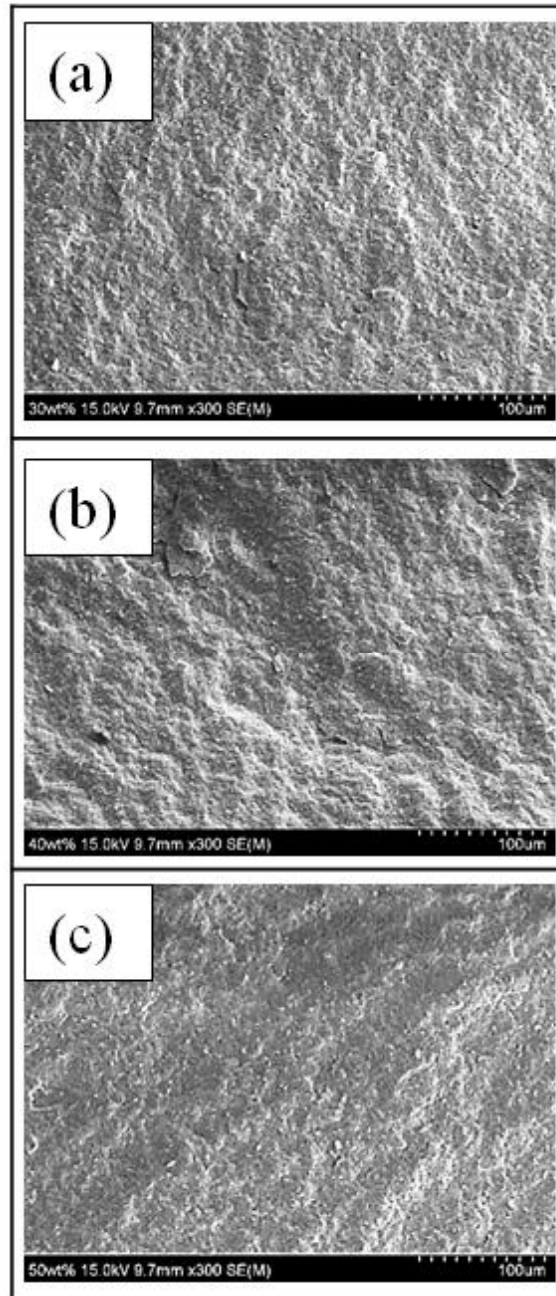 (a)
30wt% 15.0kV 9.7mm x300 SE(M) 100um
(b)
40wt% 15.0kV 9.7mm x300 SE(M) 100um
(c)
50wt% 15.0kV 9.7mm x300 SE(M) 100um